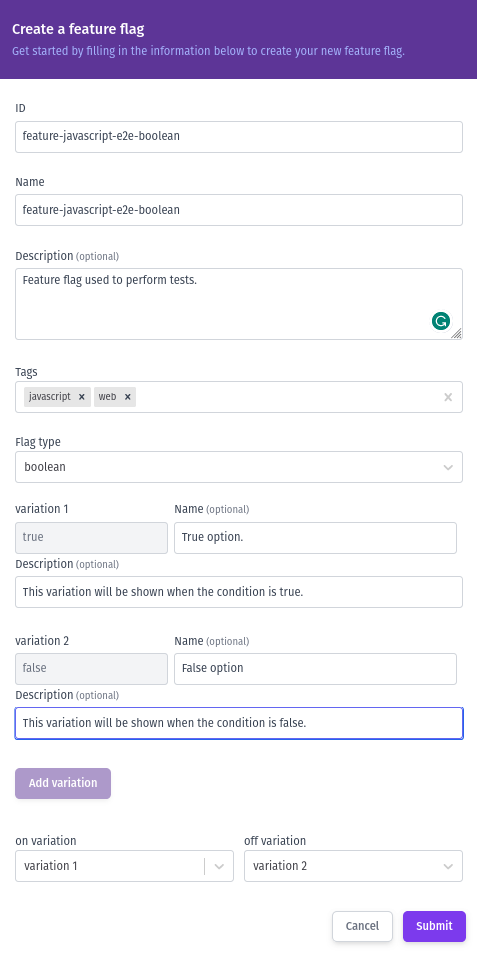 Create a feature flag
Get started by filling in the information below to create your new feature flag.
ID
feature-javascript-e2e-boolean
Name
feature-javascript-e2e-boolean
Description (optional)
Feature flag used to perform tests.
Tags
javascript × web ×
Flag type
boolean
variation 1 Name (optional)
true True option.
Description (optional)
This variation will be shown when the condition is true.
variation 2 Name (optional)
false False option
Description (optional)
This variation will be shown when the condition is false.
Add variation
on variation off variation
variation 1 variation 2
Cancel Submit